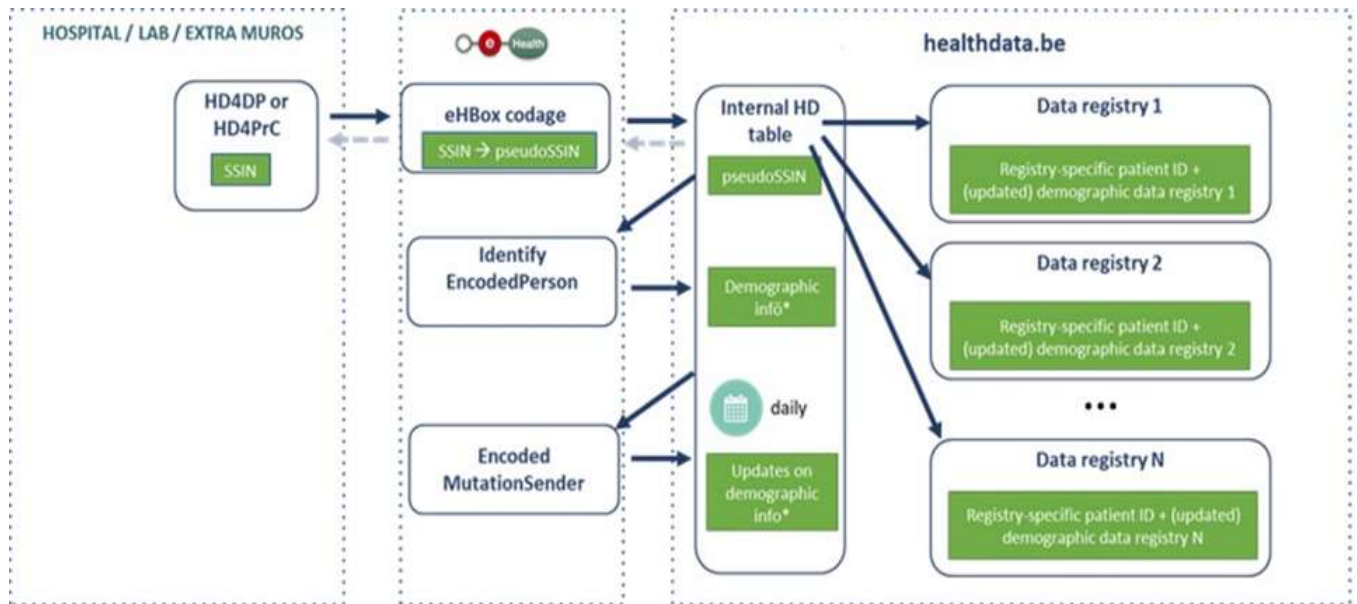 HOSPITAL / LAB / EXTRA MUROS
HD4DP or
HD4PrC
SSIN
e Health
eHBox codage
SSIN → pseudoSSIN
Identify
EncodedPerson
Encoded
MutationSender
healthdata.be
Internal HD
table
pseudoSSIN
Demographic
info*
daily
Updates on
demographic
info*
Data registry 1
Registry-specific patient ID +
(updated) demographic data registry 1
Data registry 2
Registry-specific patient ID +
(updated) demographic data registry 2
...
Data registry N
Registry-specific patient ID + (updated)
demographic data registry N